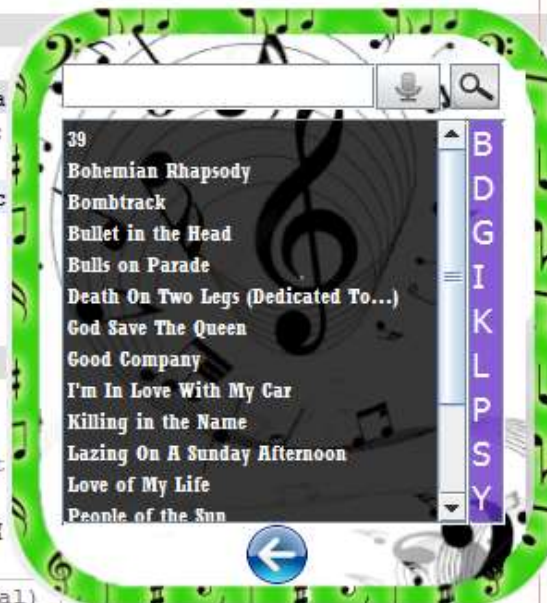 39
Bohemian Rhapsody
Bombtrack
Bullet in the Head
Bulls on Parade
Death On Two Legs (Dedicated To...)
God Save The Queen
Good Company
I'm In Love With My Car
Killing in the Name
Lazing On A Sunday Afternoon
Love of My Life
People of the Sun
B
D
G
I
K
L
P
S
Y
al)